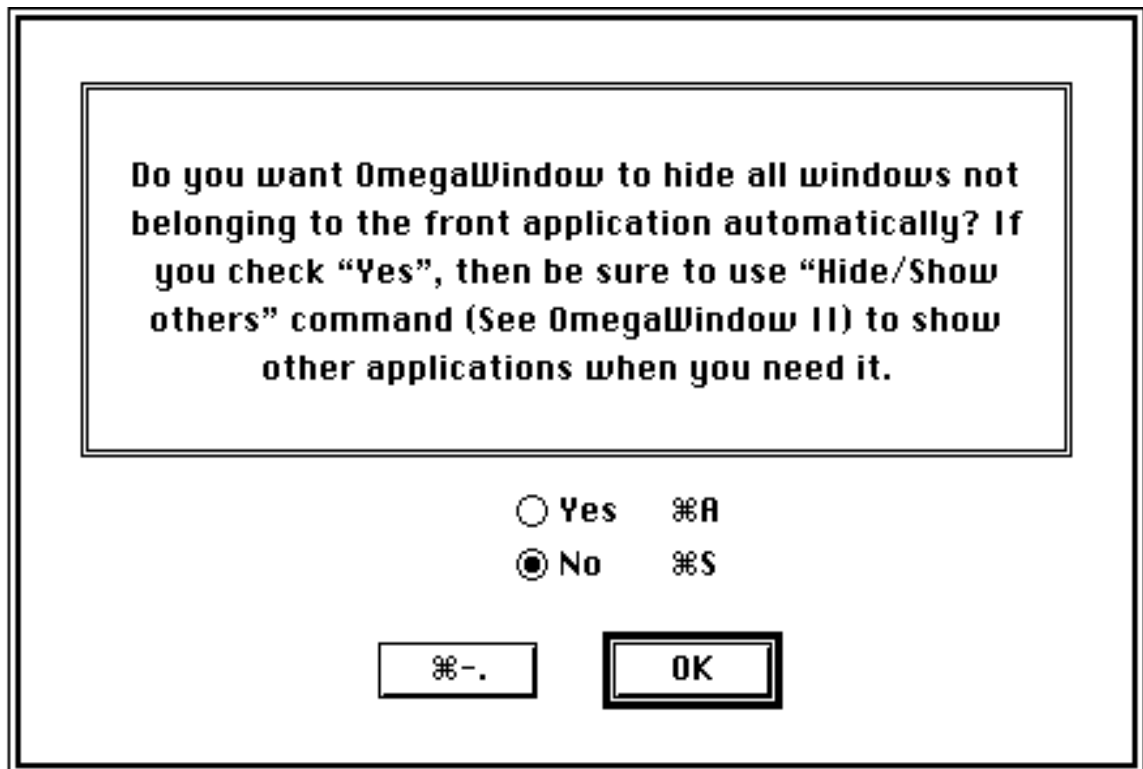 Do you want OmegaWindow to hide all windows not
belonging to the front application automatically? If
you check “Yes”, then be sure to use “Hide/Show
others” command (See OmegaWindow II) to show
other applications when you need it.
Yes ⌘A
No ⌘S
⌘-. OK